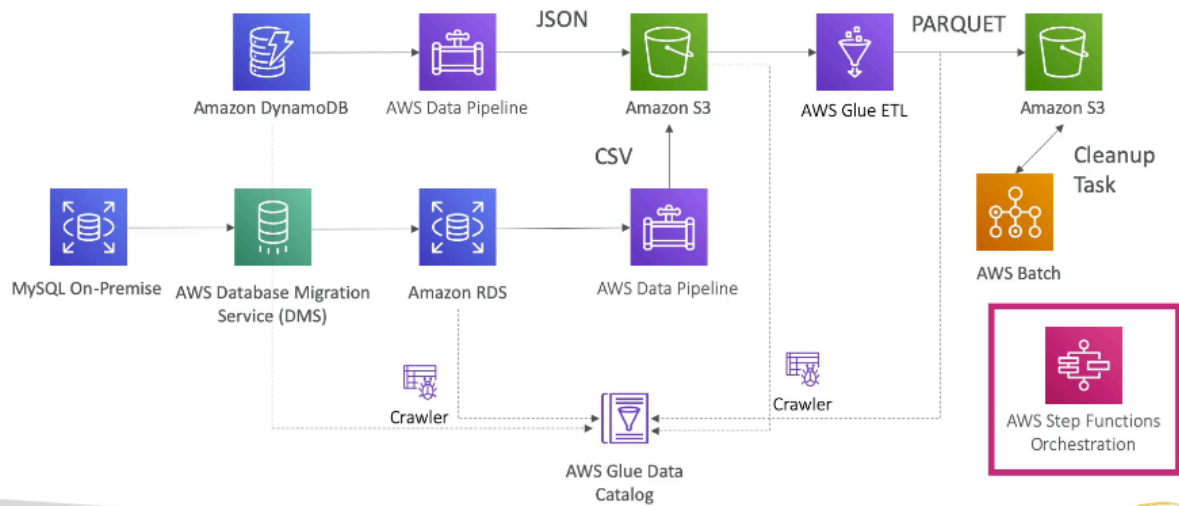 JSON
PARQUET
Amazon DynamoDB
AWS Data Pipeline
Amazon S3
AWS Glue ETL
Amazon S3
CSV
Cleanup
Task
MySQL On-Premise
AWS Database Migration
Service (DMS)
Amazon RDS
AWS Data Pipeline
AWS Batch
Crawler
Crawler
AWS Step Functions
Orchestration
AWS Glue Data
Catalog